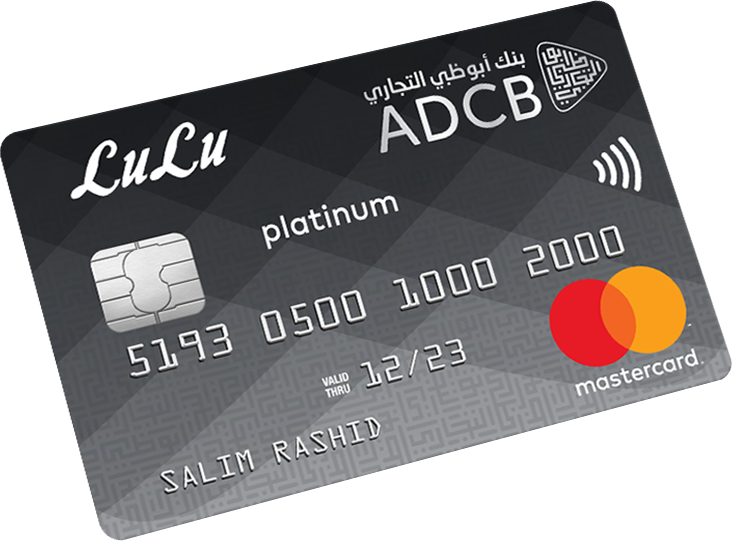 بنك أبوظبي التجاري
ADCB
LuLu
platinum
5193 0500 1000 2000
VALID
THRU
12/23
mastercard.
SALIM RASHID